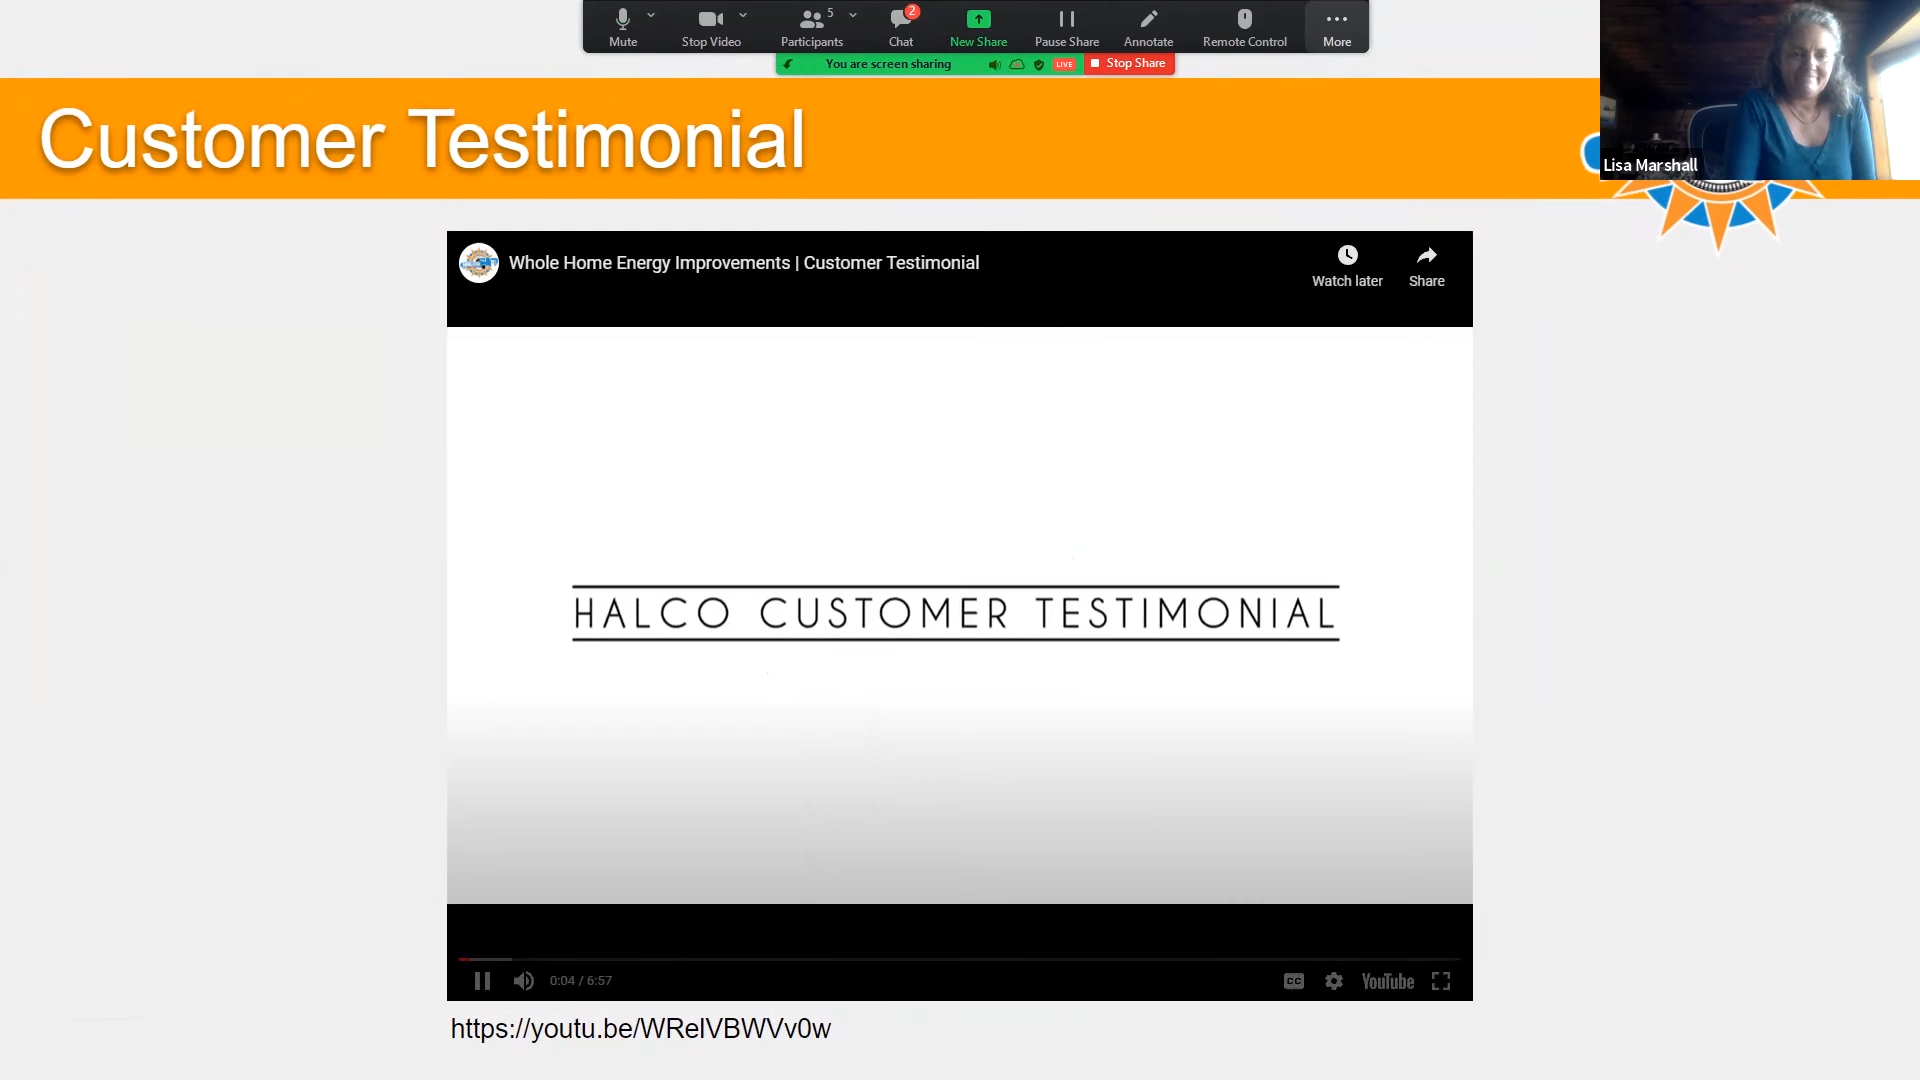 5
2
Mute
Stop Video
Participants
Chat
New Share
Pause Share
Annotate
Remote Control
More
You are screen sharing
LIVE
Stop Share
Customer Testimonial
Lisa Marshall
Whole Home Energy Improvements | Customer Testimonial
Watch later
Share
HALCO CUSTOMER TESTIMONIAL
0:04 / 6:57
CC
YouTube
https://youtu.be/WRelVBWVv0w